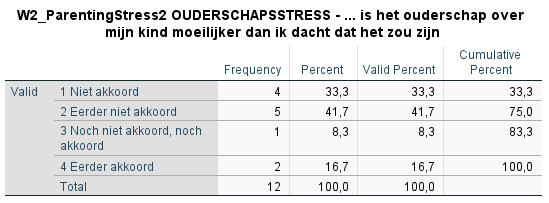 W2_ParentingStress2 OUDERSCHAPSSTRESS - ... is het ouderschap over
mijn kind moeilijker dan ik dacht dat het zou zijn
Frequency Percent Valid Percent Cumulative Percent
Valid 1 Niet akkoord 4 33,3 33,3 33,3
2 Eerder niet akkoord 5 41,7 41,7 75,0
3 Noch niet akkoord, noch akkoord 1 8,3 8,3 83,3
4 Eerder akkoord 2 16,7 16,7 100,0
Total 12 100,0 100,0